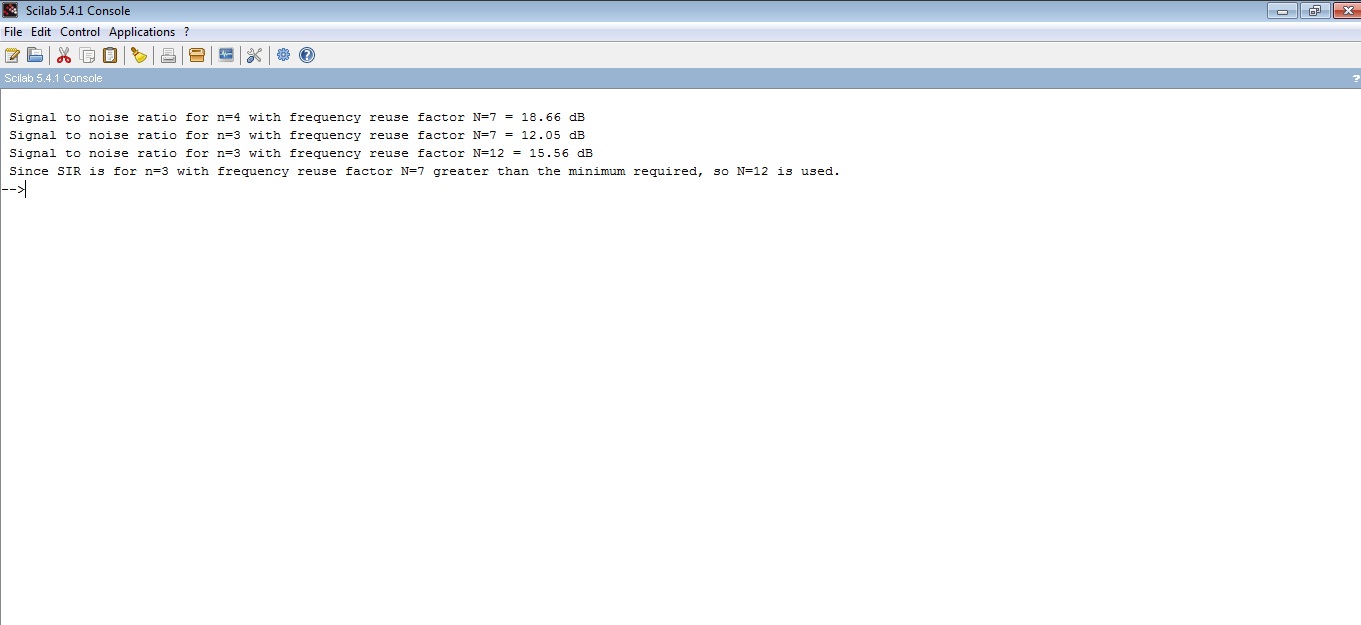 Scilab 5.4.1 Console
File Edit Control Applications ?
Scilab 5.4.1 Console ?
Signal to noise ratio for n=4 with frequency reuse factor N=7 = 18.66 dB
Signal to noise ratio for n=3 with frequency reuse factor N=7 = 12.05 dB
Signal to noise ratio for n=3 with frequency reuse factor N=12 = 15.56 dB
Since SIR is for n=3 with frequency reuse factor N=7 greater than the minimum required, so N=12 is used.
-->